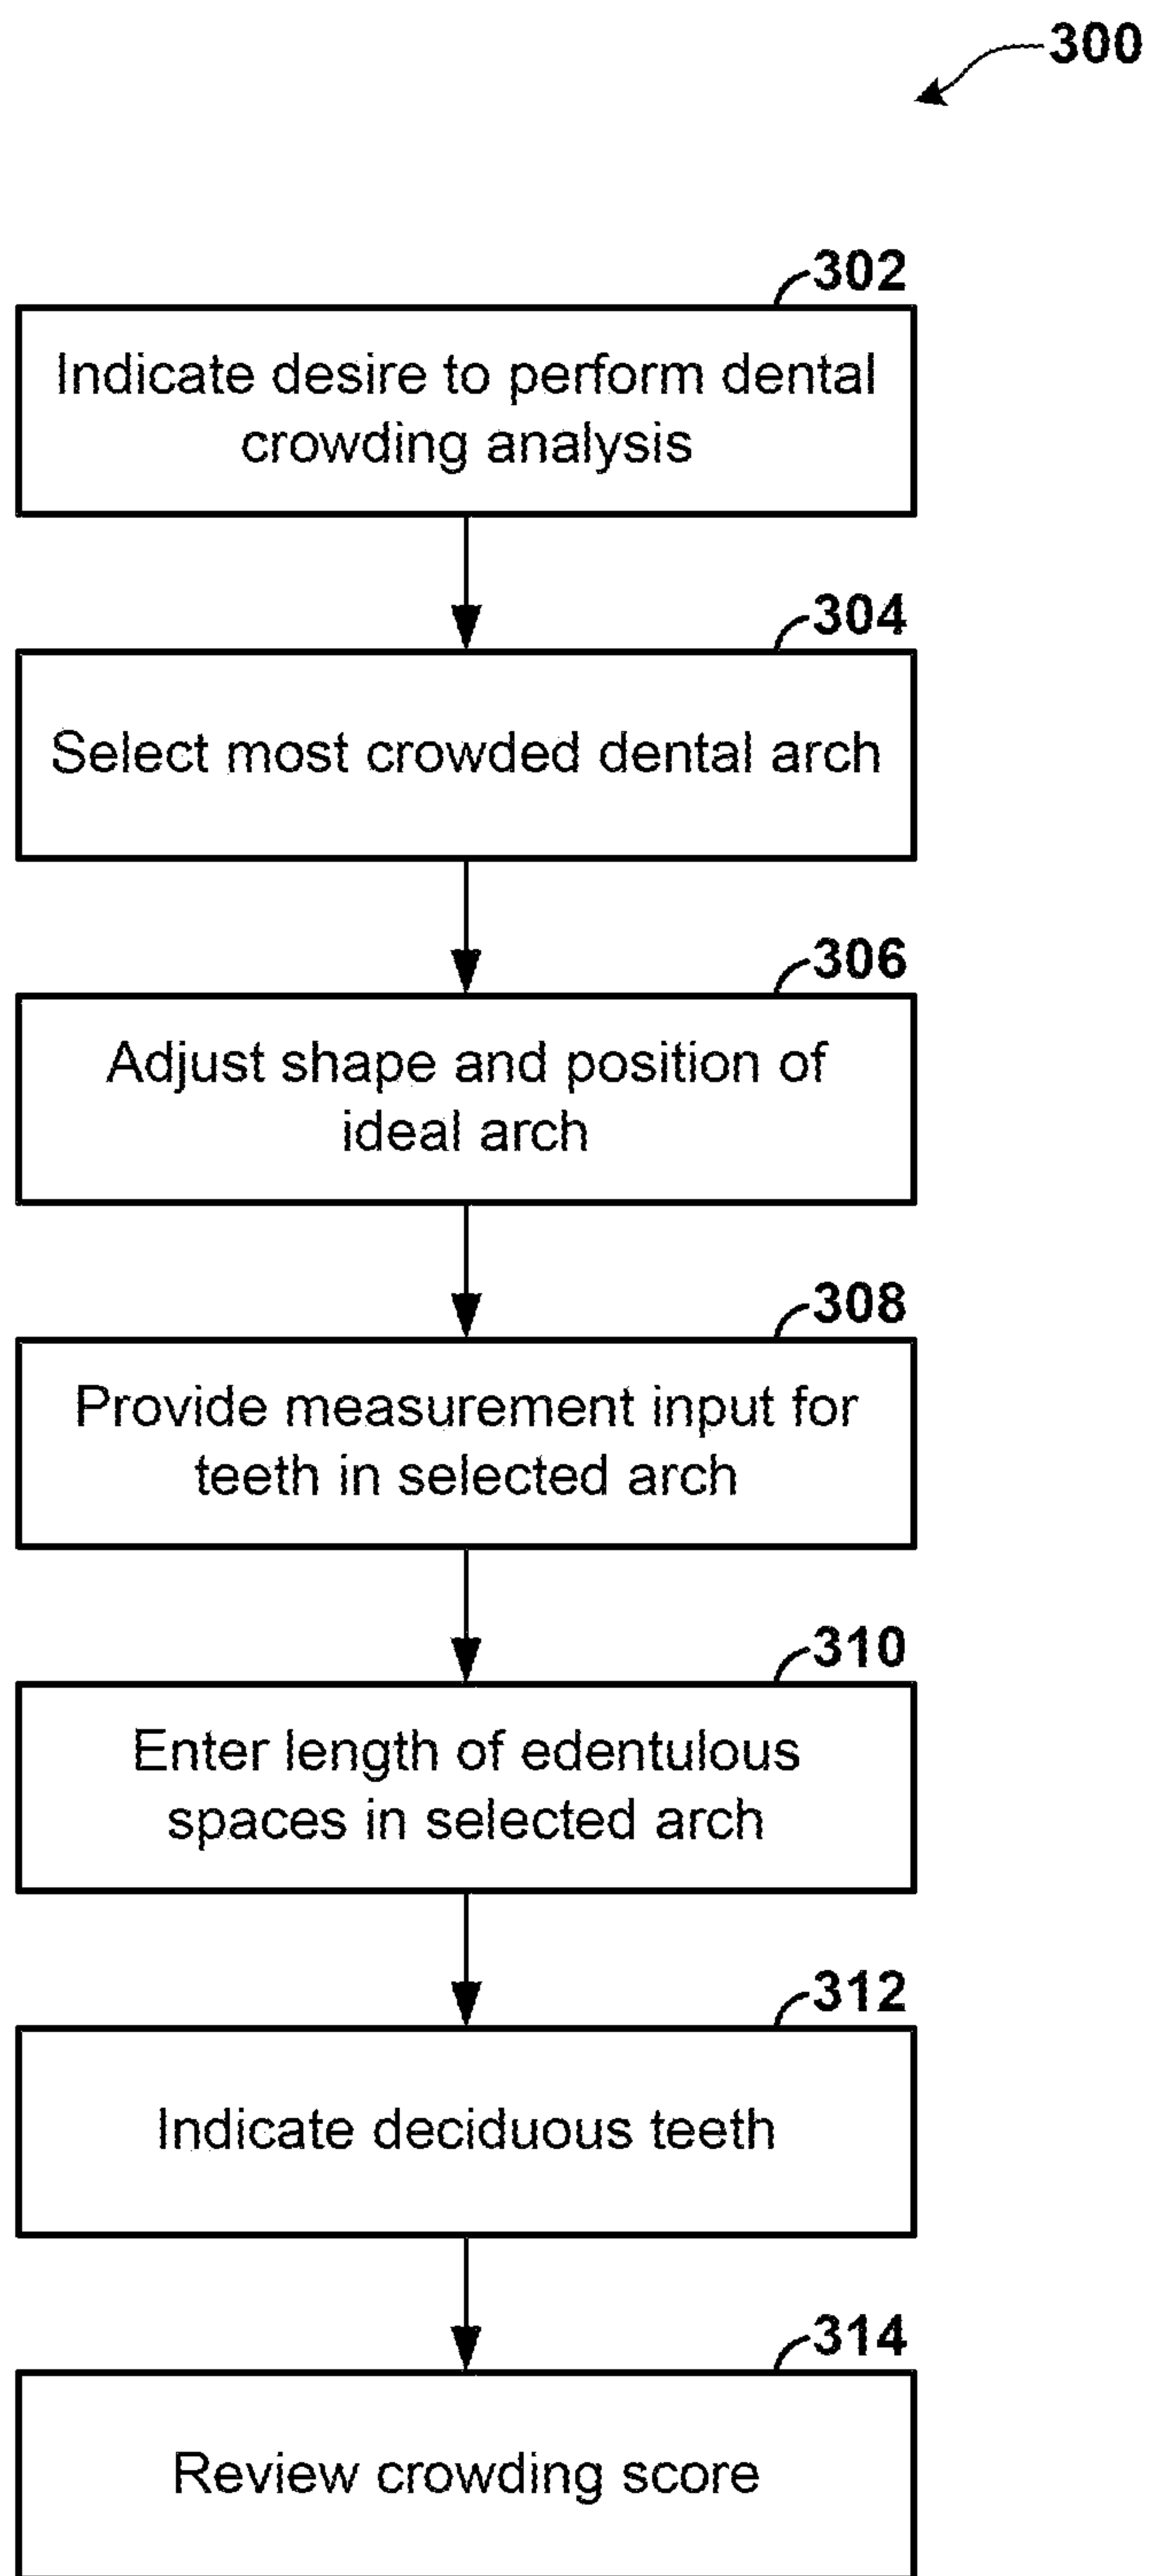 300
302
Indicate desire to perform dental
crowding analysis
304
Select most crowded dental arch
306
Adjust shape and position of
ideal arch
308
Provide measurement input for
teeth in selected arch
310
Enter length of edentulous
spaces in selected arch
312
Indicate deciduous teeth
314
Review crowding score